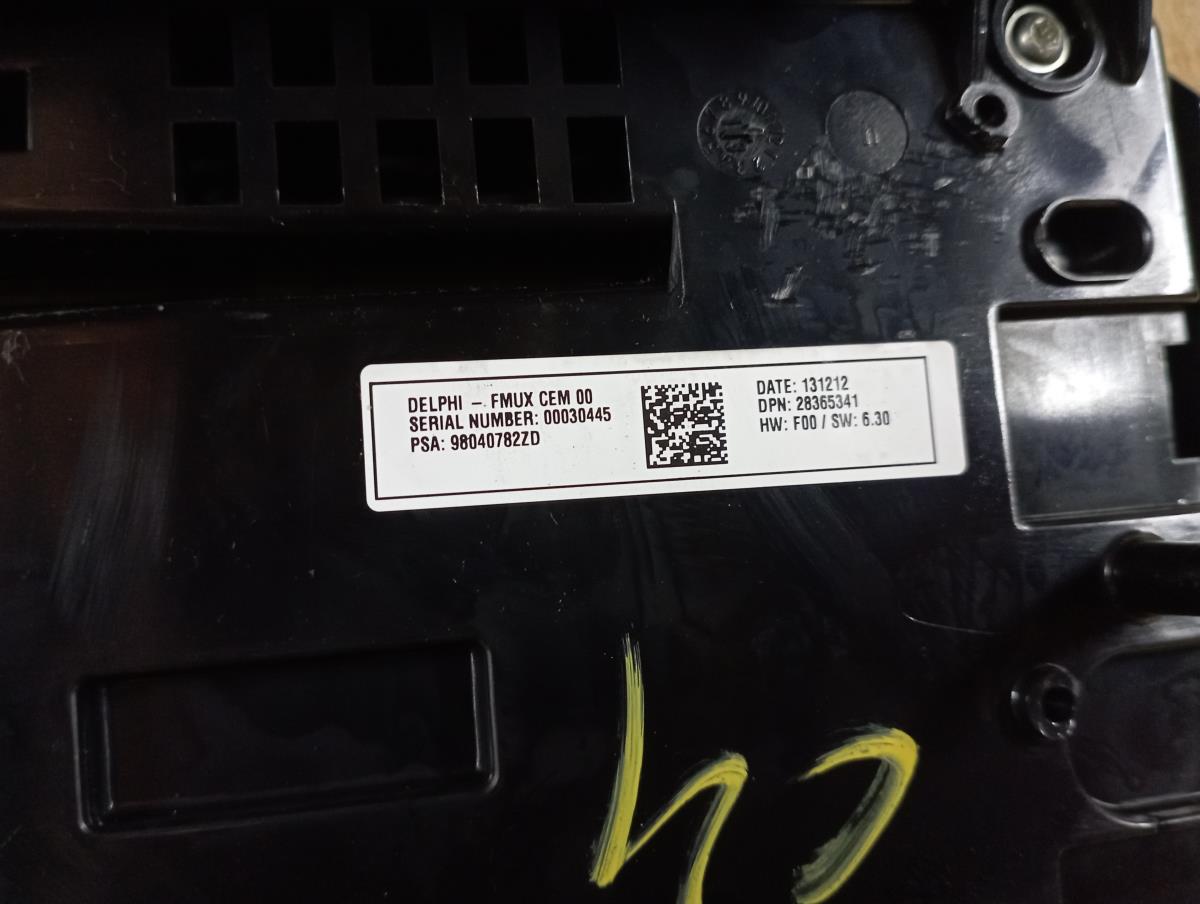 DELPHI - FMUX CEM 00
SERIAL NUMBER: 00030445
PSA: 98040782ZD
DATE: 131212
DPN: 28365341
HW: F00 / SW: 6.30